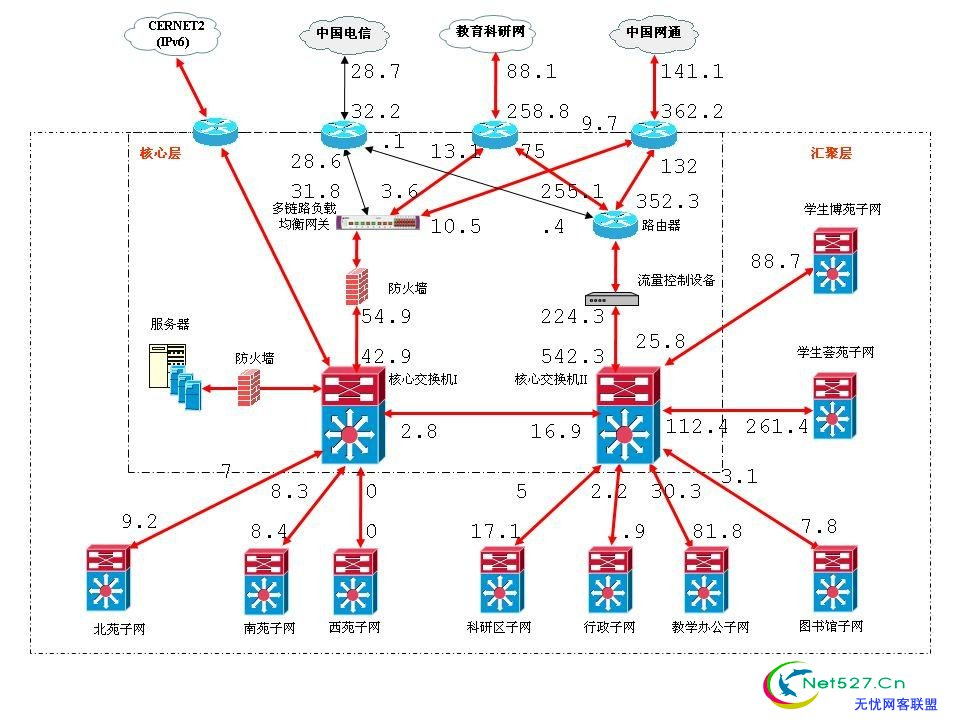 CERNET2
(IPv6)
中国电信
教育科研网
中国网通
28.7
88.1
141.1
32.2
258.8
9.7
362.2
核心层
.1
13.1
75
汇聚层
28.6
132
31.8
3.6
255.1
352.3
多链路负载
均衡网关
10.5
.4
路由器
学生博苑子网
88.7
防火墙
流量控制设备
54.9
224.3
服务器
25.8
防火墙
42.9
542.3
学生荟苑子网
核心交换机I
核心交换机II
2.8
16.9
112.4
261.4
7
8.3
0
5
2.2
30.3
3.1
9.2
8.4
0
17.1
.9
81.8
7.8
北苑子网
南苑子网
西苑子网
科研区子网
行政子网
教学办公子网
图书馆子网
Net527.Cn
无忧网客联盟